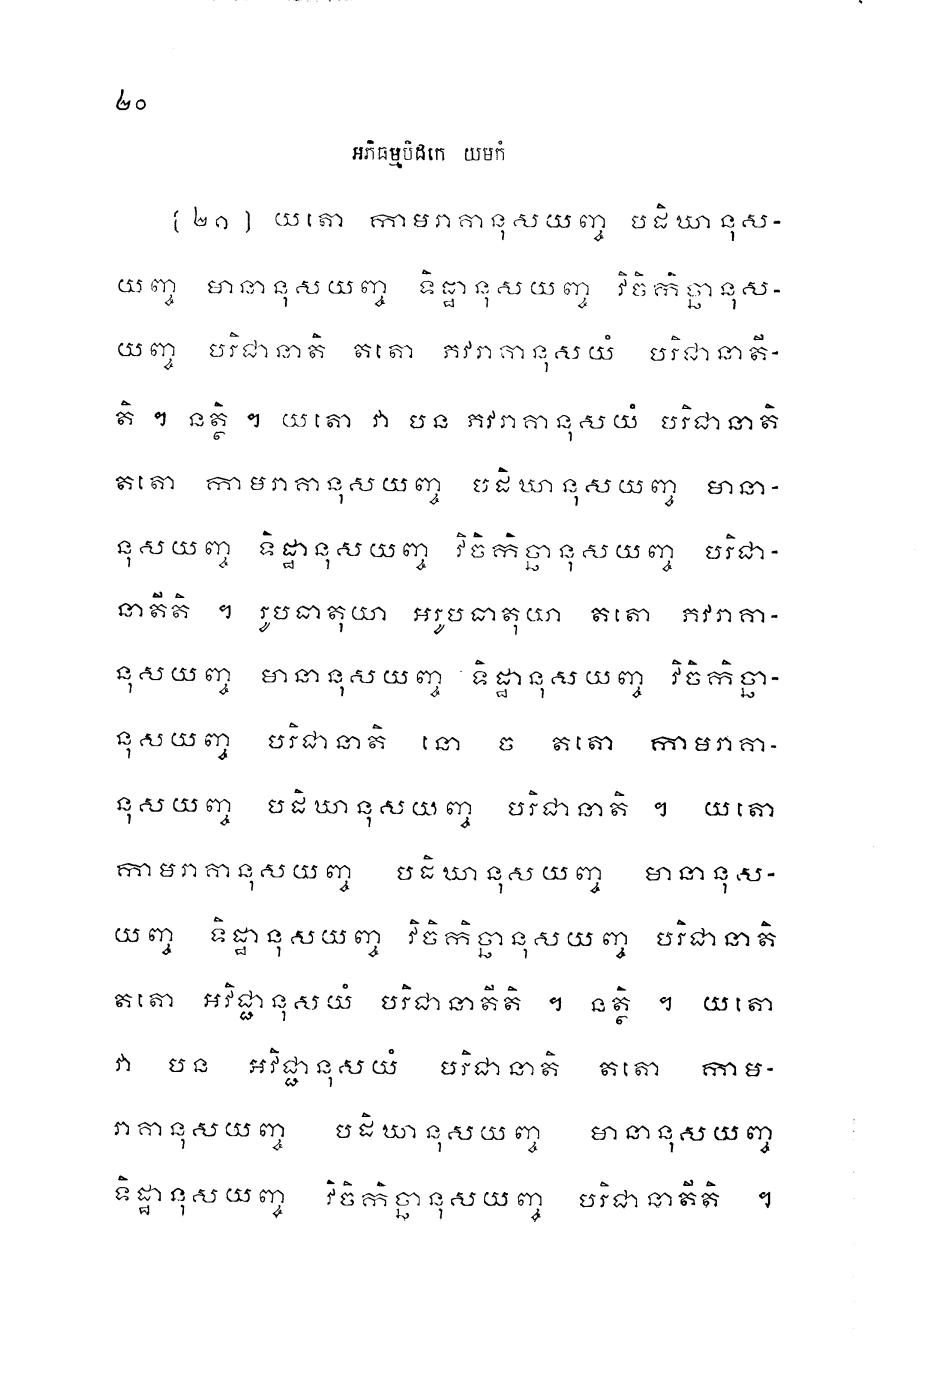 ២០
អភិធម្មបិដកេ យមកំ
(២១) យតោ កាមរាគានុសយញ្ច បដិឃានុស-
យញ្ច មានានុសយញ្ច ទិដ្ឋានុសយញ្ច វិចិកិច្ឆានុស-
យញ្ច បរិជានាតិ តតោ ភវរាគានុសយំ បរិជានាតី-
តិ ។ នត្ថិ ។ យតោ វា បន ភវរាគានុសយំ បរិជានាតិ
តតោ កាមរាគានុសយញ្ច បដិឃានុសយញ្ច មានា-
នុសយញ្ច ទិដ្ឋានុសយញ្ច វិចិកិច្ឆានុសយញ្ច បរិជា-
នាតីតិ ។ រូបធាតុយា អរូបធាតុយា តតោ ភវរាគា-
នុសយញ្ច មានានុសយញ្ច ទិដ្ឋានុសយញ្ច វិចិកិច្ឆា-
នុសយញ្ច បរិជានាតិ នោ ច តតោ កាមរាគា-
នុសយញ្ច បដិឃានុសយញ្ច បរិជានាតិ ។ យតោ
កាមរាគានុសយញ្ច បដិឃានុសយញ្ច មានានុស-
យញ្ច ទិដ្ឋានុសយញ្ច វិចិកិច្ឆានុសយញ្ច បរិជានាតិ
តតោ អវិជ្ជានុសយំ បរិជានាតីតិ ។ នត្ថិ ។ យតោ
វា បន អវិជ្ជានុសយំ បរិជានាតិ តតោ កាម-
រាគានុសយញ្ច បដិឃានុសយញ្ច មានានុសយញ្ច
ទិដ្ឋានុសយញ្ច វិចិកិច្ឆានុសយញ្ច បរិជានាតីតិ ។